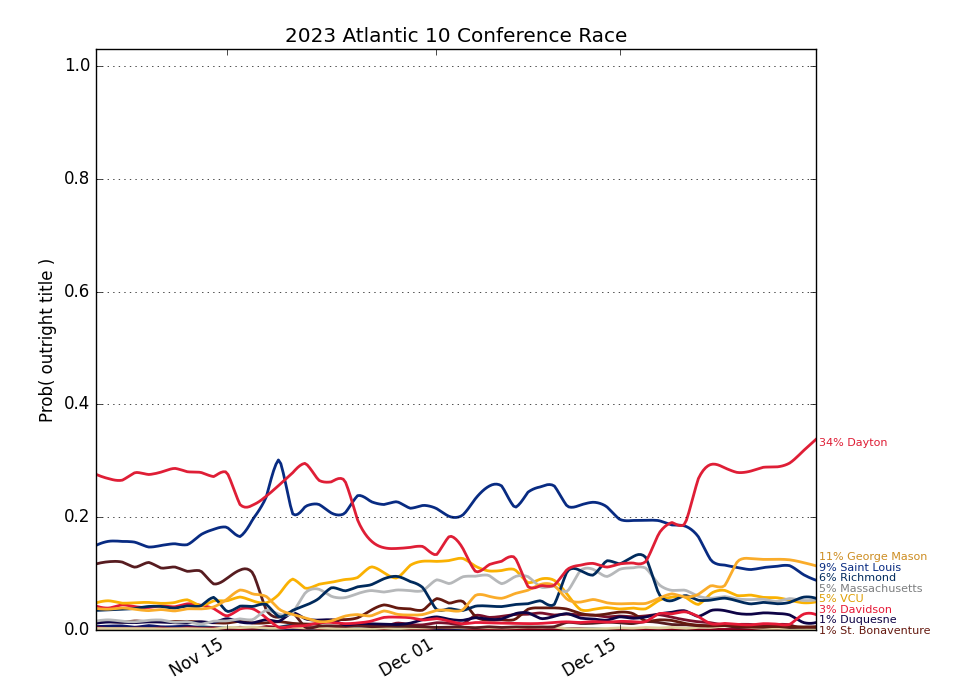 2023 Atlantic 10 Conference Race
1.0
0.8
0.6
0.4
0.2
0.0
Prob( outright title )
Nov 15
Dec 01
Dec 15
34% Dayton
11% George Mason
9% Saint Louis
6% Richmond
5% Massachusetts
5% VCU
3% Davidson
1% Duquesne
1% St. Bonaventure